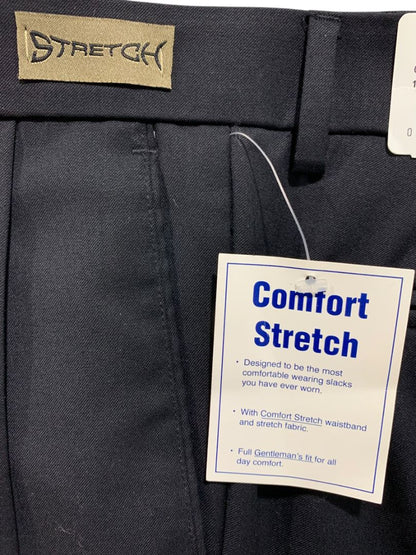 STRETCH
Comfort
Stretch
• Designed to be the most
comfortable wearing slacks
you have ever worn.
• With Comfort Stretch waistband
and stretch fabric.
• Full Gentleman's fit for all
day comfort.